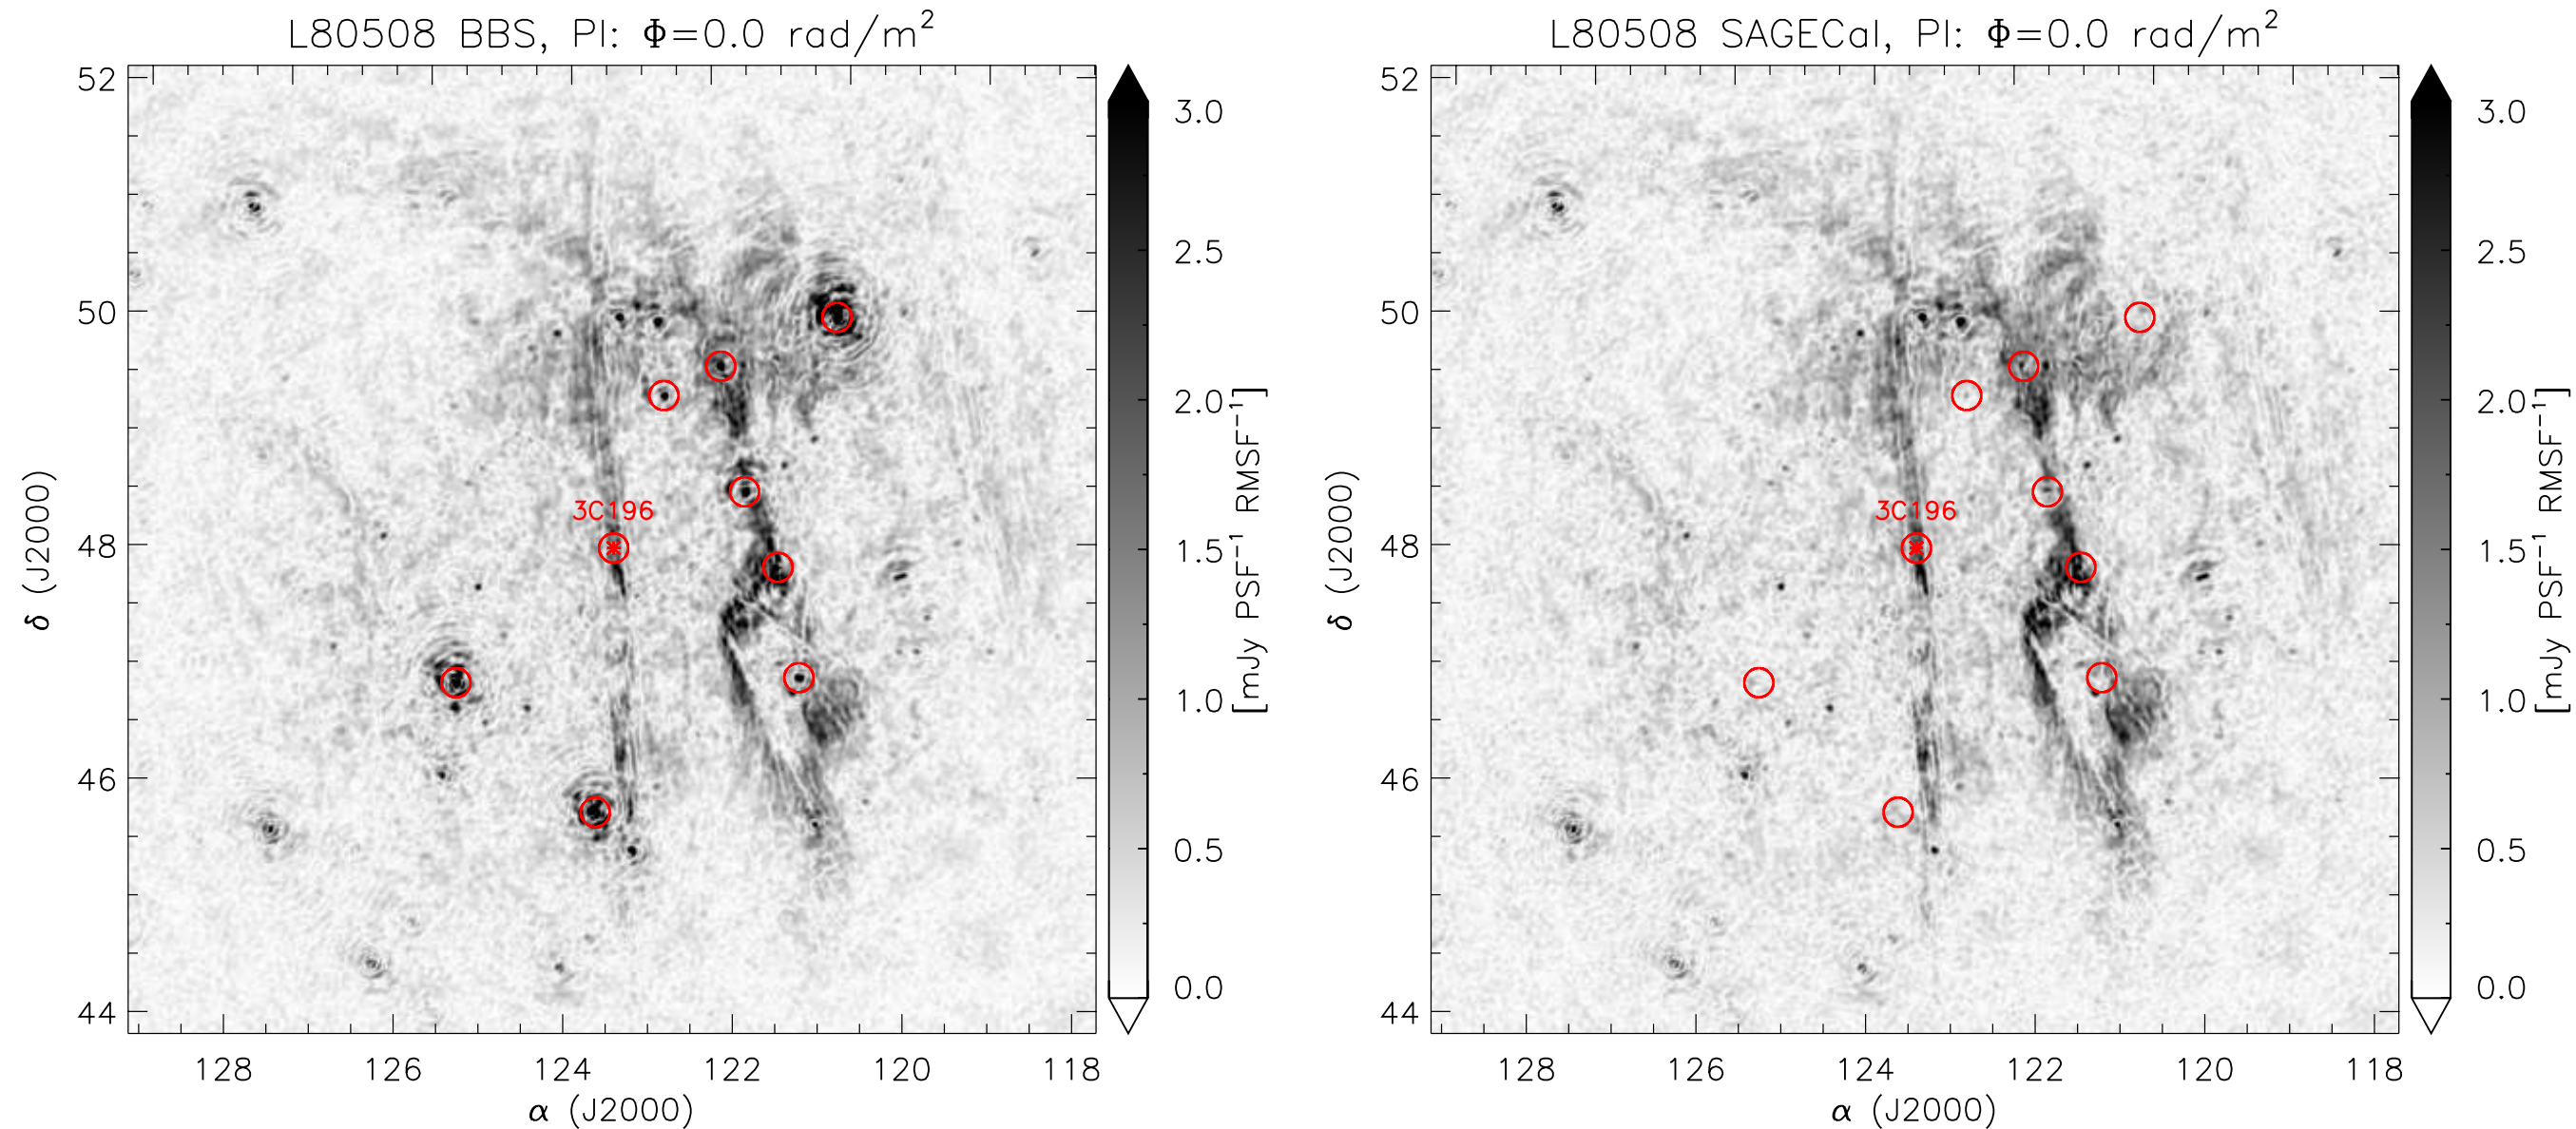 L80508 BBS, PI: Φ=0.0 rad/m²
52
50
48
46
44
δ (J2000)
3C196
128 126 124 122 120 118
α (J2000)
3.0
2.5
2.0
1.5
1.0
0.5
0.0
[mJy PSF⁻¹ RMSF⁻¹]
L80508 SAGECal, PI: Φ=0.0 rad/m²
52
50
48
46
44
δ (J2000)
3C196
128 126 124 122 120 118
α (J2000)
3.0
2.5
2.0
1.5
1.0
0.5
0.0
[mJy PSF⁻¹ RMSF⁻¹]